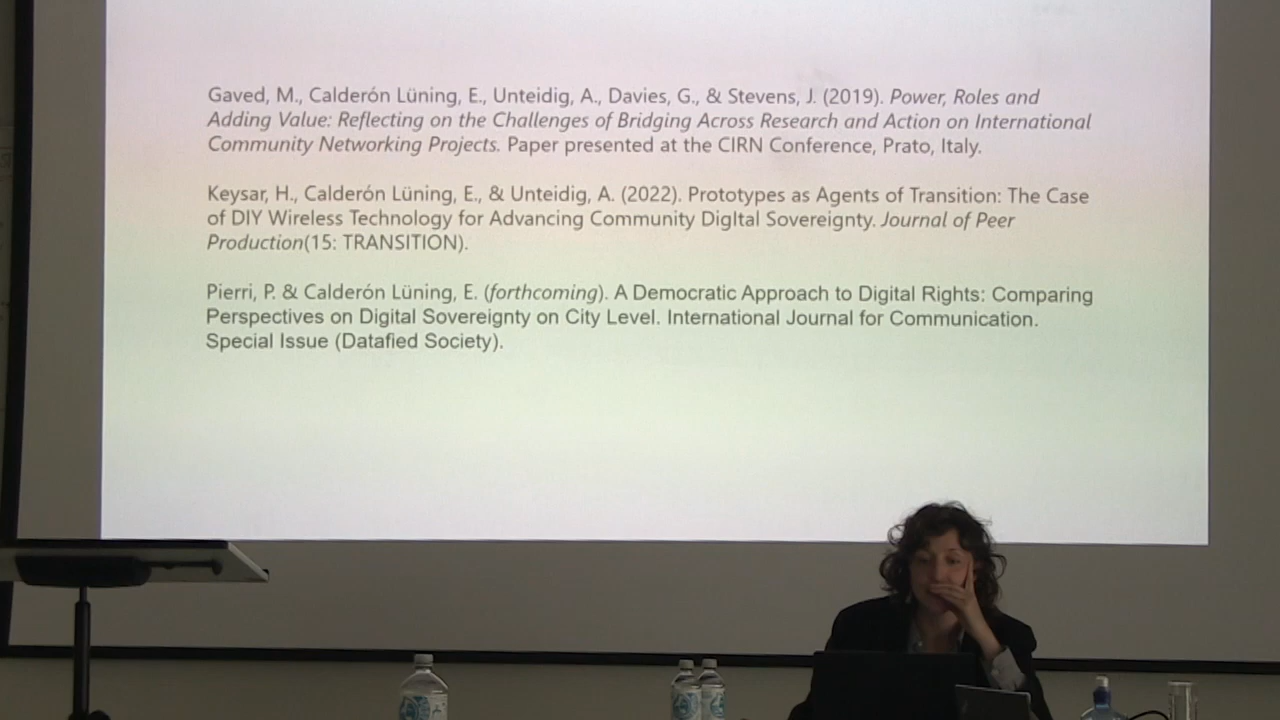 Gaved, M., Calderón Lüning, E., Unteidig, A., Davies, G., & Stevens, J. (2019). Power, Roles and
Adding Value: Reflecting on the Challenges of Bridging Across Research and Action on International
Community Networking Projects. Paper presented at the CIRN Conference, Prato, Italy.
Keysar, H., Calderón Lüning, E., & Unteidig, A. (2022). Prototypes as Agents of Transition: The Case
of DIY Wireless Technology for Advancing Community DigItal Sovereignty. Journal of Peer
Production(15: TRANSITION).
Pierri, P. & Calderón Lüning, E. (forthcoming). A Democratic Approach to Digital Rights: Comparing
Perspectives on Digital Sovereignty on City Level. International Journal for Communication.
Special Issue (Datafied Society).